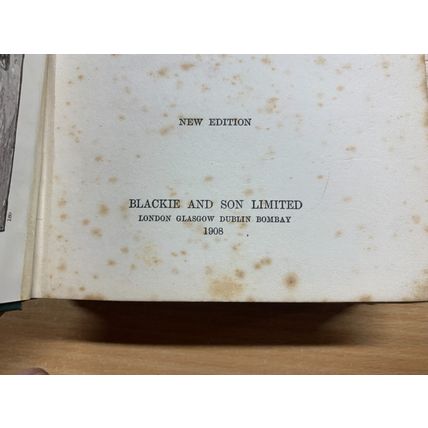 NEW EDITION
BLACKIE AND SON LIMITED
LONDON GLASGOW DUBLIN BOMBAY
1908